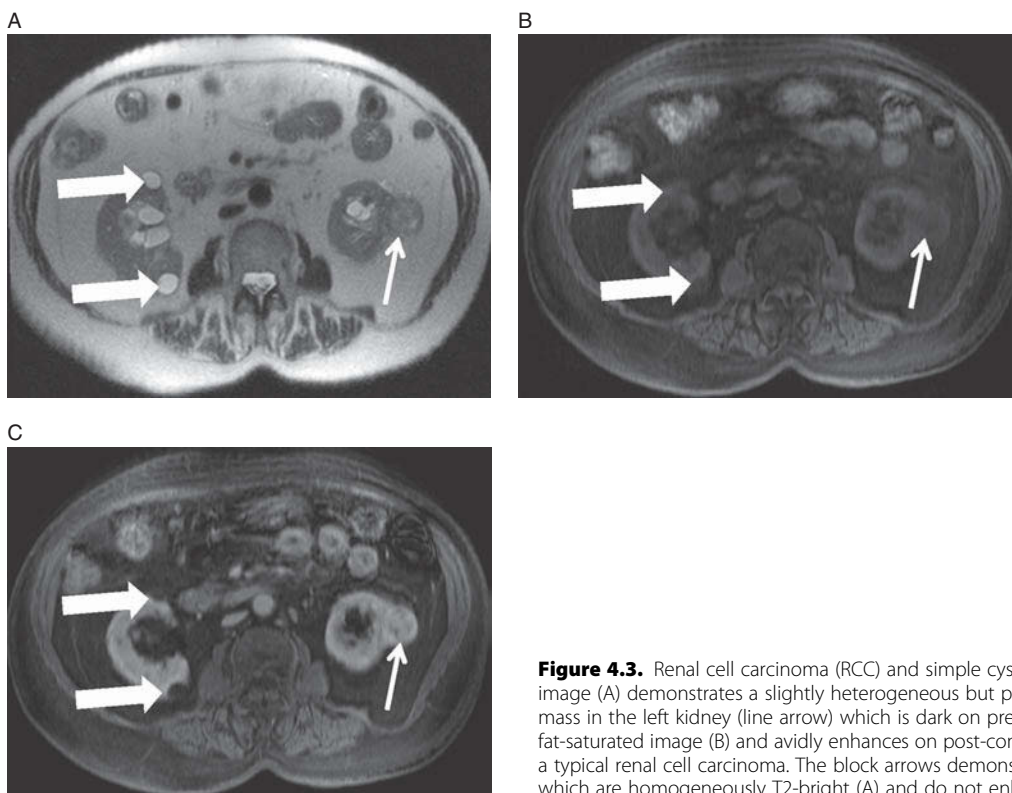 A
B
C
Figure 4.3. Renal cell carcinoma (RCC) and simple cys
image (A) demonstrates a slightly heterogeneous but p
mass in the left kidney (line arrow) which is dark on pre
fat-saturated image (B) and avidly enhances on post-con
a typical renal cell carcinoma. The block arrows demons
which are homogeneously T2-bright (A) and do not enl